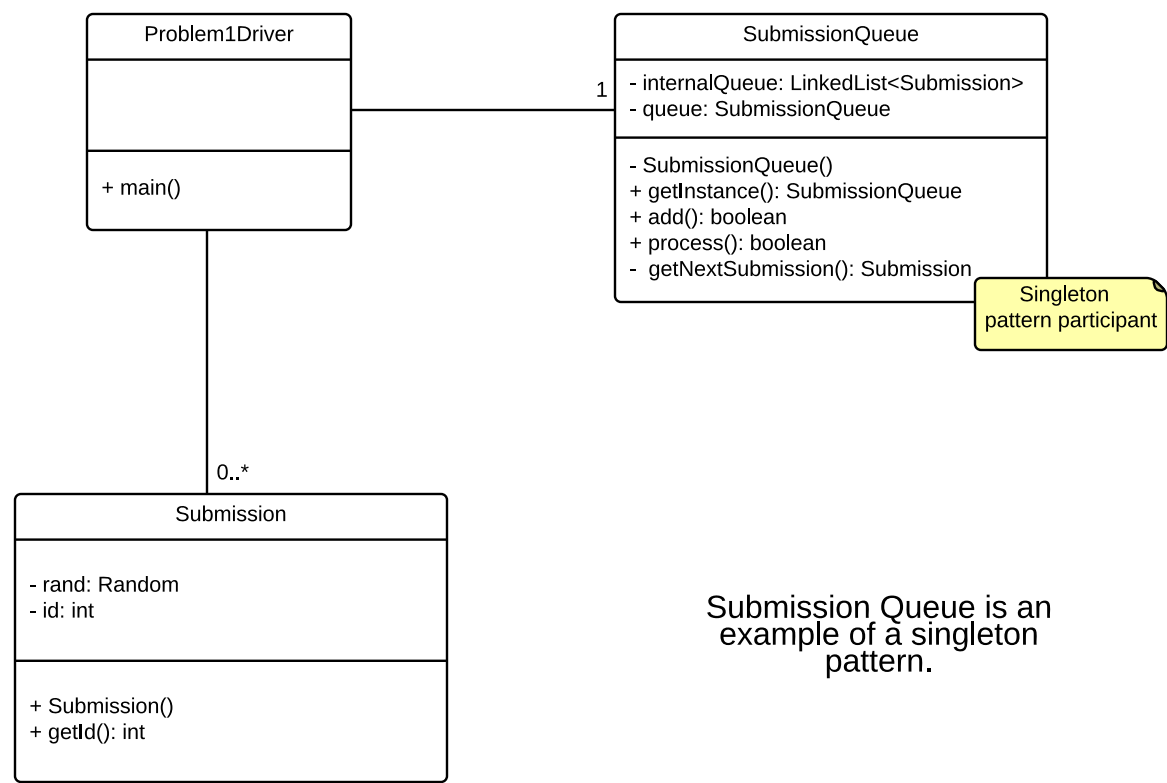 Problem1Driver
+ main()
1
SubmissionQueue
- internalQueue: LinkedList<Submission>
- queue: SubmissionQueue
- SubmissionQueue()
+ getInstance(): SubmissionQueue
+ add(): boolean
+ process(): boolean
-  getNextSubmission(): Submission
Singleton
pattern participant
0..*
Submission
- rand: Random
- id: int
+ Submission()
+ getId(): int
Submission Queue is an
example of a singleton
pattern.